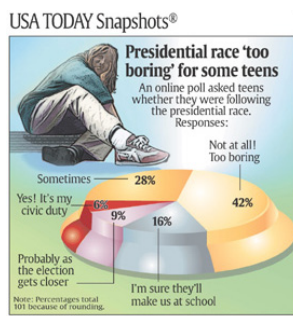 USA TODAY Snapshots®
Presidential race ‘too
boring’ for some teens
An online poll asked teens
whether they were following
the presidential race.
Responses:
Not at all!
Too boring
Sometimes
28%
42%
Yes! It's my
civic duty
6%
9%
16%
Probably as
the election
gets closer
I'm sure they'll
make us at school
Note: Percentages total
101 because of rounding.